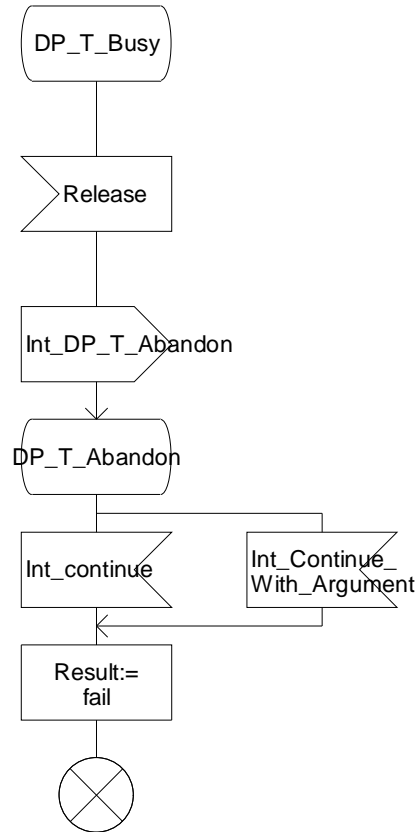 DP_T_Busy
Release
Int_DP_T_Abandon
DP_T_Abandon
Int_continue
Int_Continue_
With_Argument
Result:=
fail